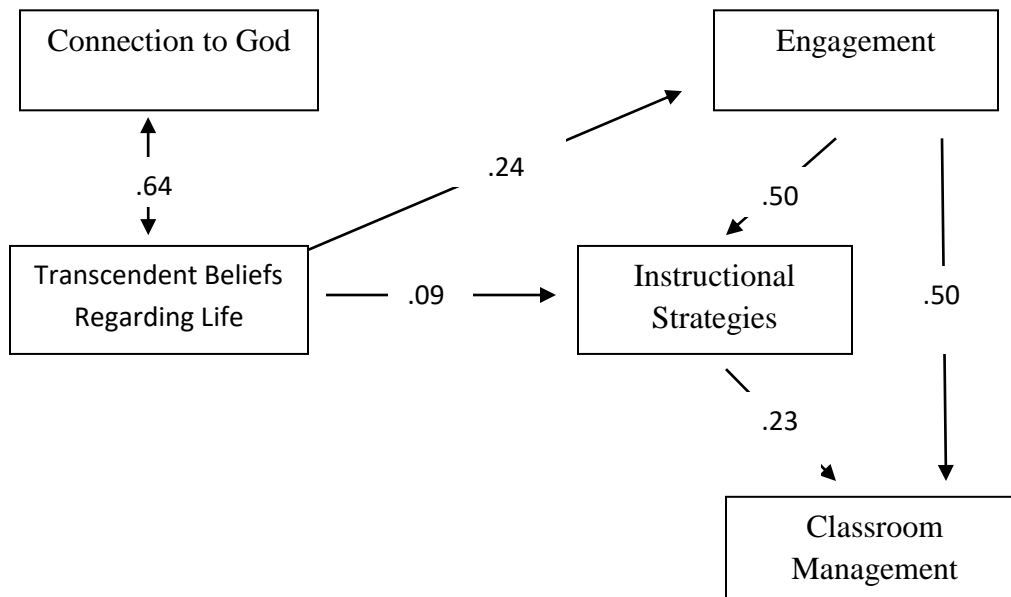 Connection to God
Engagement
.24
.64
.50
Transcendent Beliefs
Regarding Life
.09
Instructional
Strategies
.50
.23
Classroom
Management